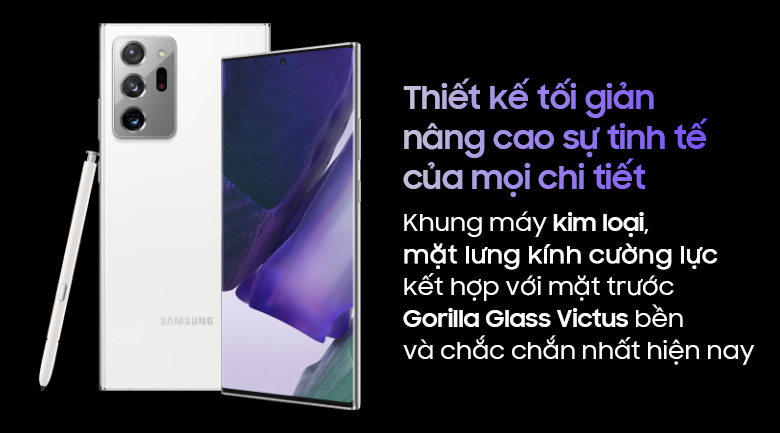 SAMSUNG
Thiết kế tối giản
nâng cao sự tinh tế
của mọi chi tiết
Khung máy kim loại,
mặt lưng kính cường lực
kết hợp với mặt trước
Gorilla Glass Victus bền
và chắc chắn nhất hiện nay